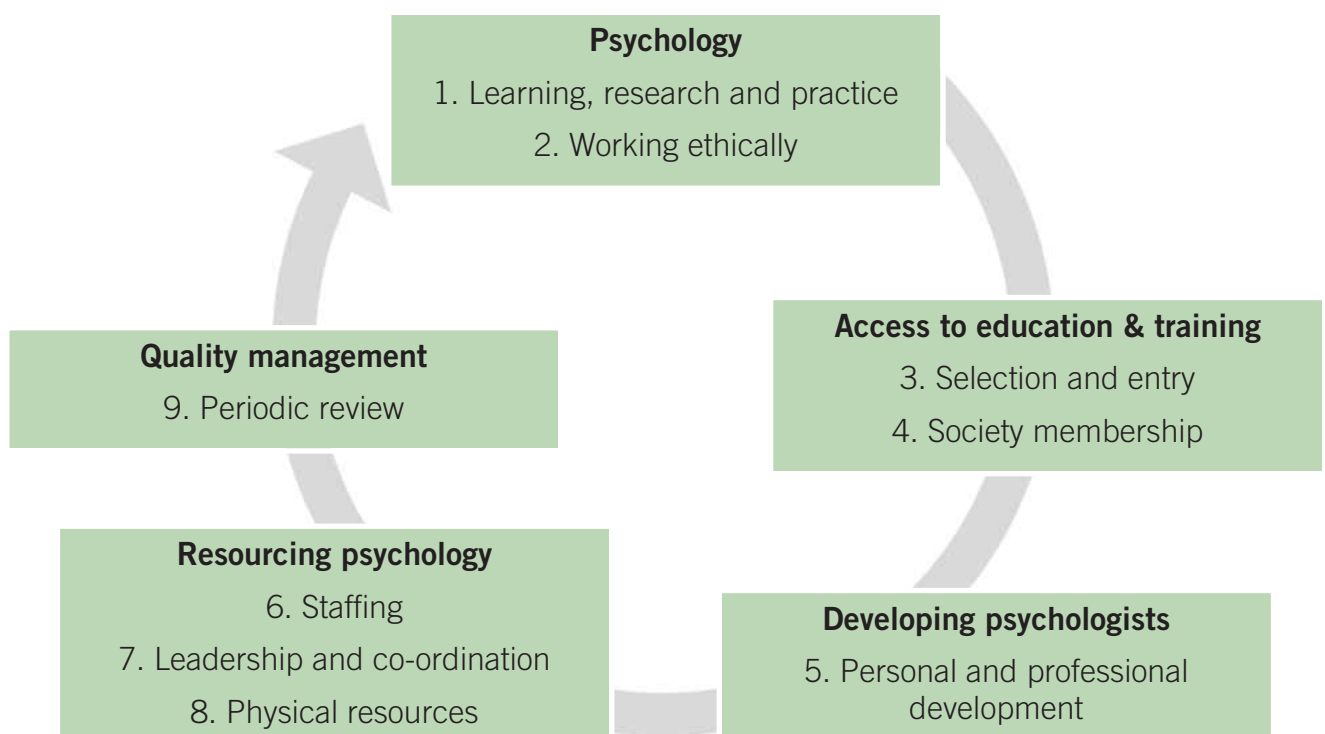 Psychology
1. Learning, research and practice
2. Working ethically
Access to education & training
3. Selection and entry
4. Society membership
Developing psychologists
5. Personal and professional
development
Resourcing psychology
6. Staffing
7. Leadership and co-ordination
8. Physical resources
Quality management
9. Periodic review